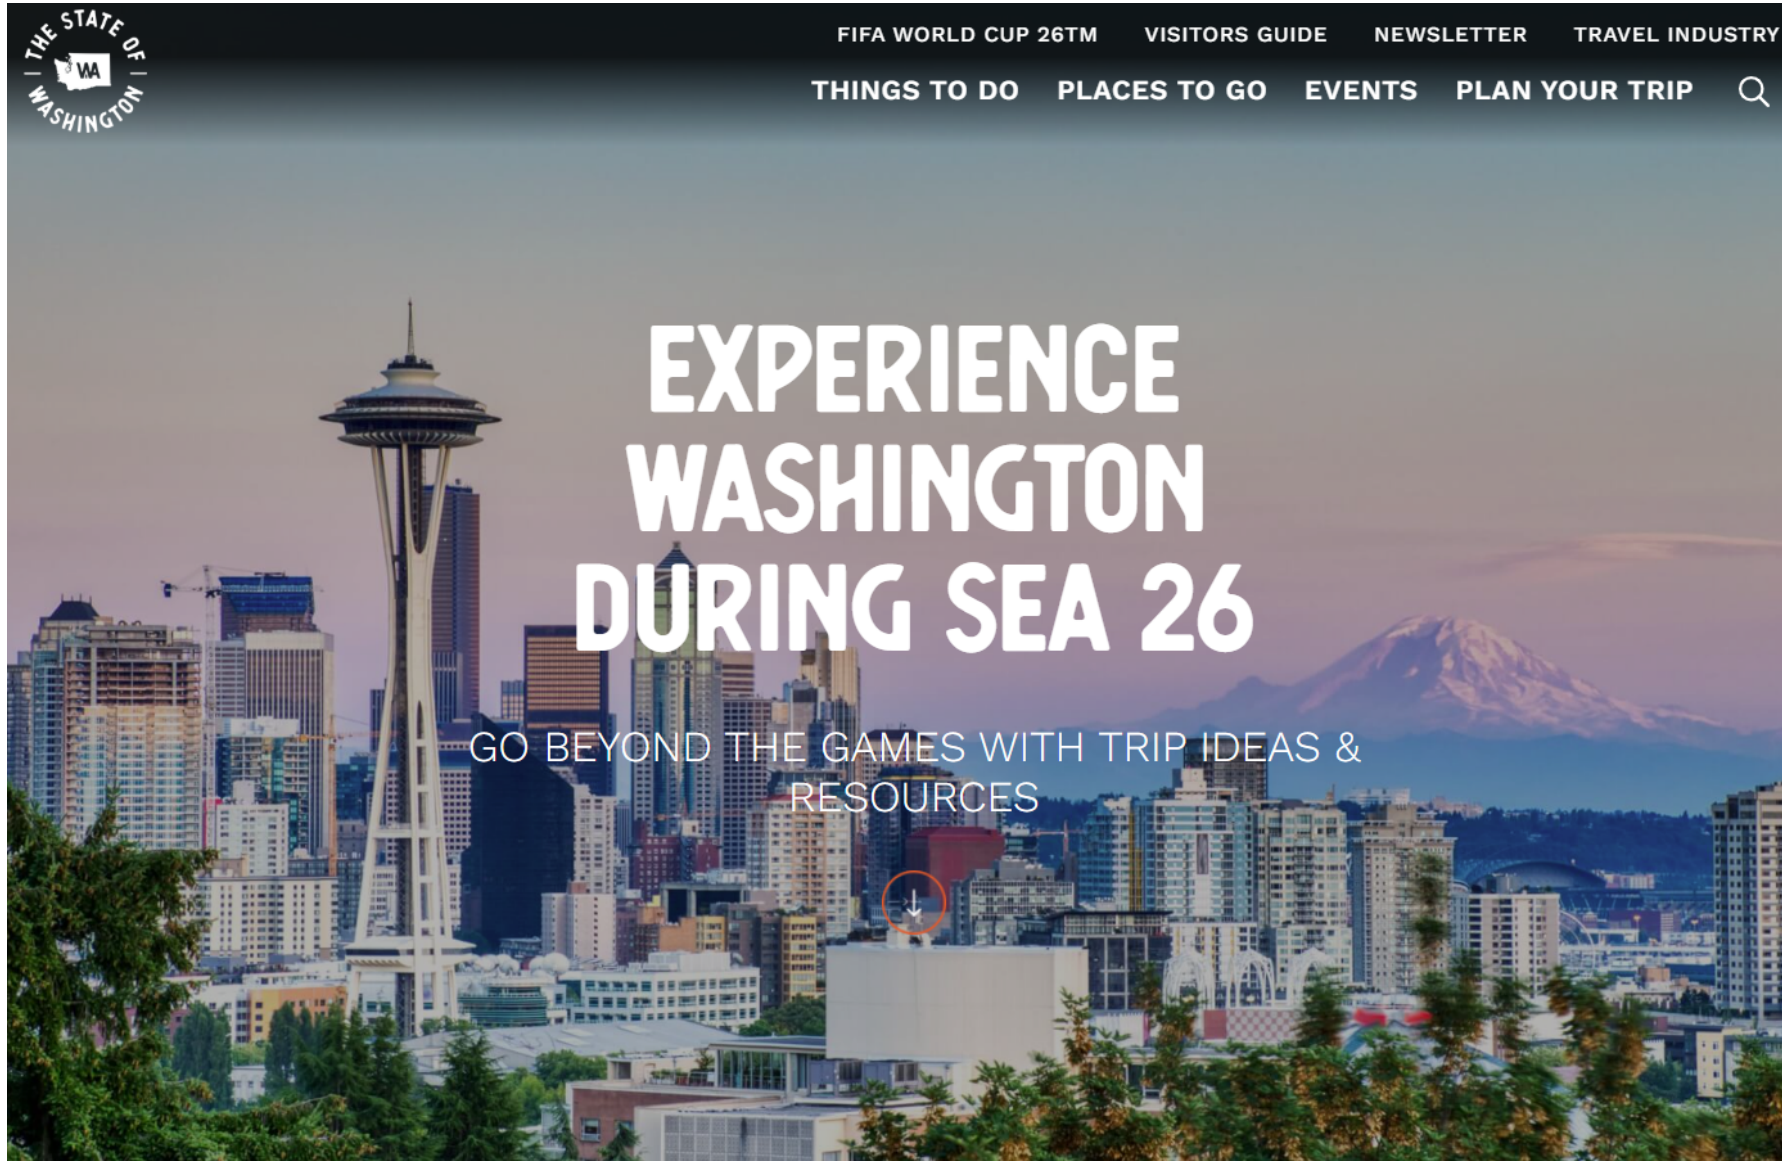 THE STATE OF
WA
WASHINGTON
FIFA WORLD CUP 26TM VISITORS GUIDE NEWSLETTER TRAVEL INDUSTRY
THINGS TO DO PLACES TO GO EVENTS PLAN YOUR TRIP
EXPERIENCE
WASHINGTON
DURING SEA 26
GO BEYOND THE GAMES WITH TRIP IDEAS &
RESOURCES